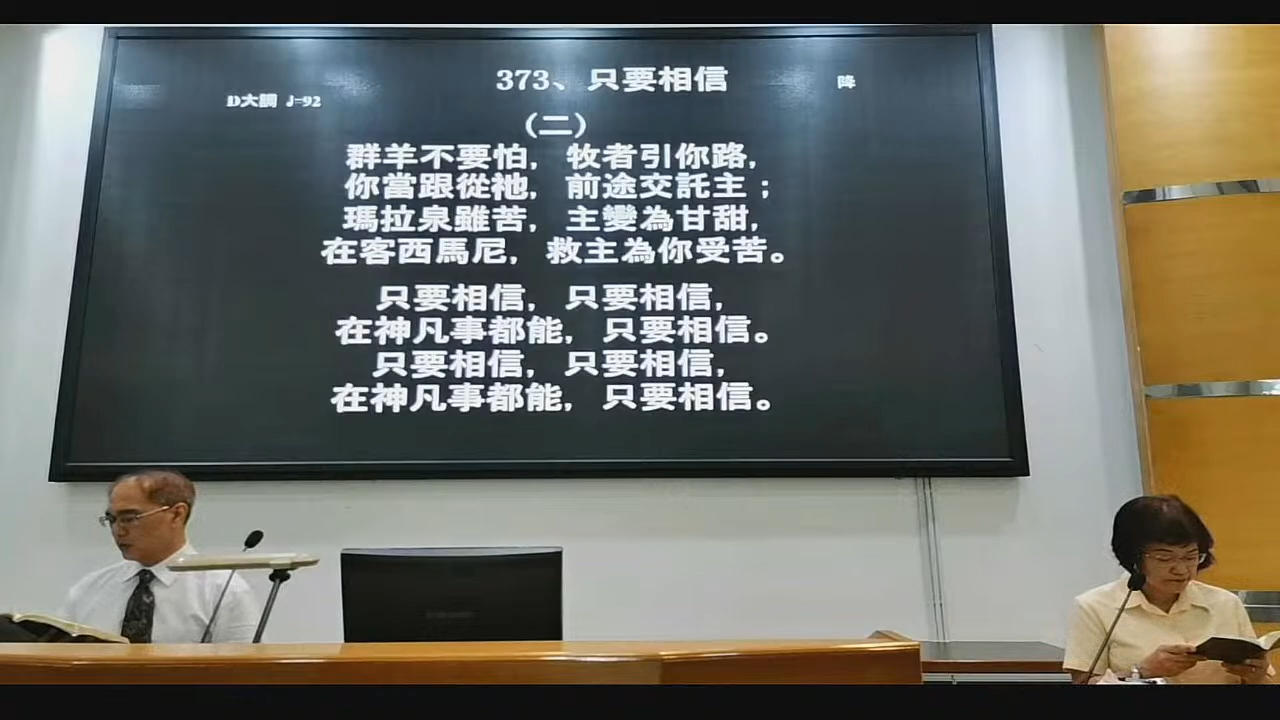 373、只要相信
降
D大調 J=92
(二)
群羊不要怕,牧者引你路,
你當跟從祂,前途交託主;
瑪拉泉雖苦,主變為甘甜,
在客西馬尼,救主為你受苦。
只要相信,只要相信,
在神凡事都能,只要相信。
只要相信,只要相信,
在神凡事都能,只要相信。